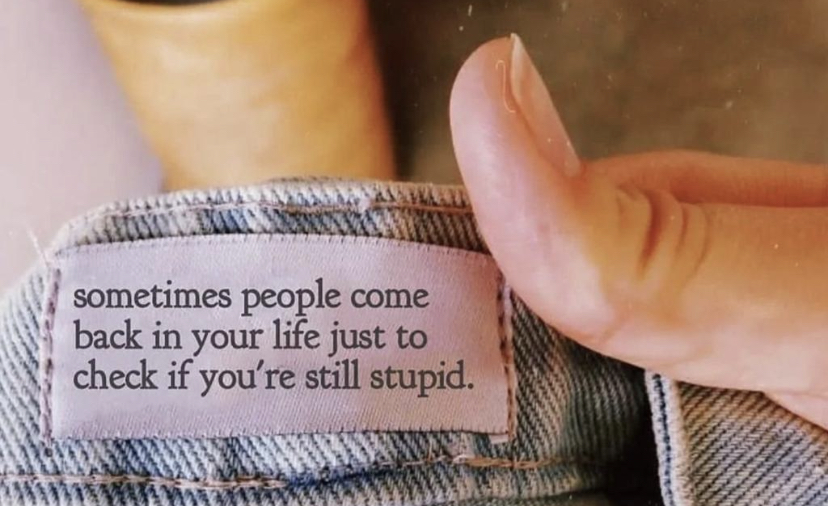 sometimes people come
back in your life just to
check if you're still stupid.